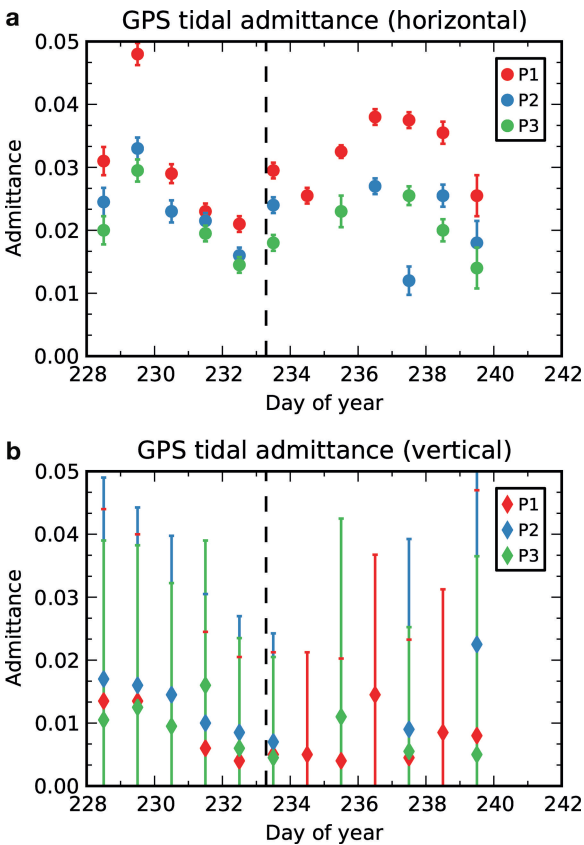 a
GPS tidal admittance (horizontal)
0.05
0.04
0.03
0.02
0.01
0.00
Admittance
P1
P2
P3
228 230 232 234 236 238 240 242
Day of year
b
GPS tidal admittance (vertical)
0.05
0.04
0.03
0.02
0.01
0.00
Admittance
P1
P2
P3
228 230 232 234 236 238 240 242
Day of year